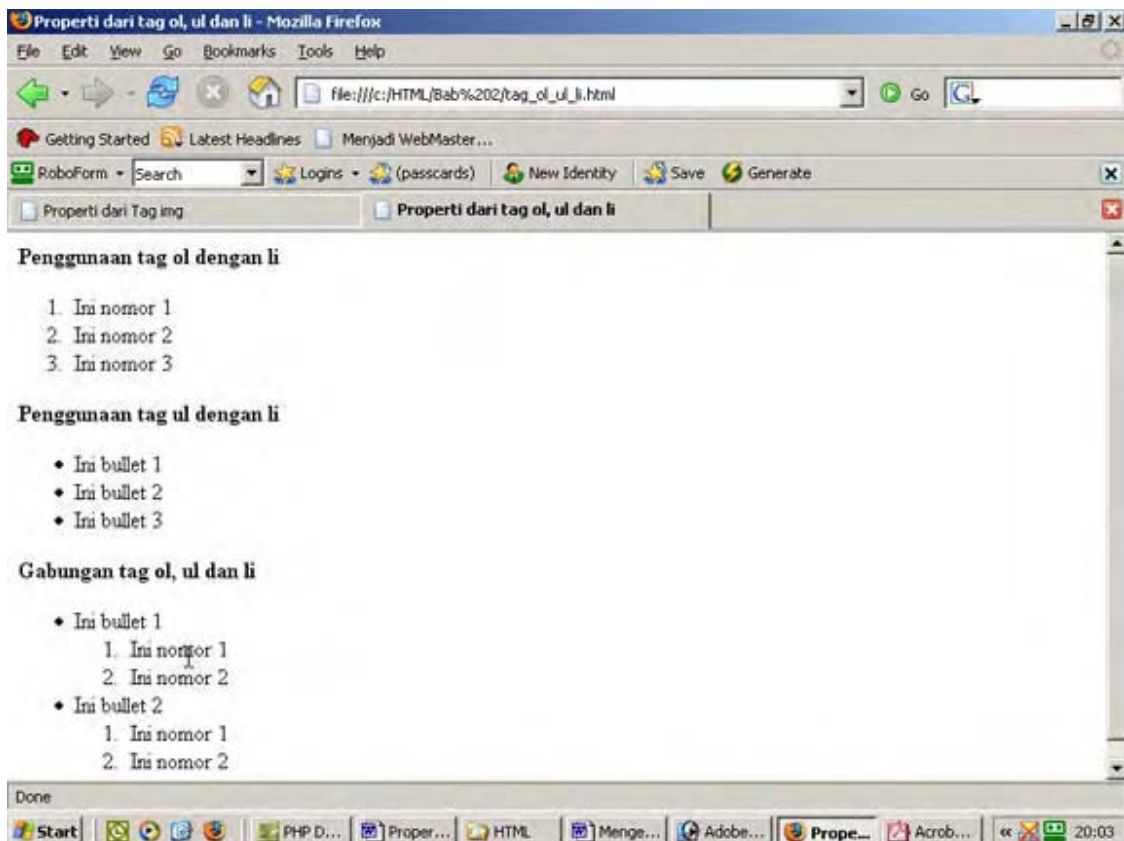 Properti dari tag ol, ul dan li - Mozilla Firefox
File Edit View Go Bookmarks Tools Help
file:///c:/HTML/Bab%202/tag_ol_ul_li.html Go G
Getting Started Latest Headlines Menjadi WebMaster...
RoboForm Search Logins (passcards) New Identity Save Generate
Properti dari Tag img Properti dari tag ol, ul dan li
Penggunaan tag ol dengan li
1. Ini nomor 1
2. Ini nomor 2
3. Ini nomor 3
Penggunaan tag ul dengan li
• Ini bullet 1
• Ini bullet 2
• Ini bullet 3
Gabungan tag ol, ul dan li
• Ini bullet 1
1. Ini nomor 1
2. Ini nomor 2
• Ini bullet 2
1. Ini nomor 1
2. Ini nomor 2
Done
Start PHP D... Proper... HTML Menge... Adobe... Prope... Acrob... « 20:03